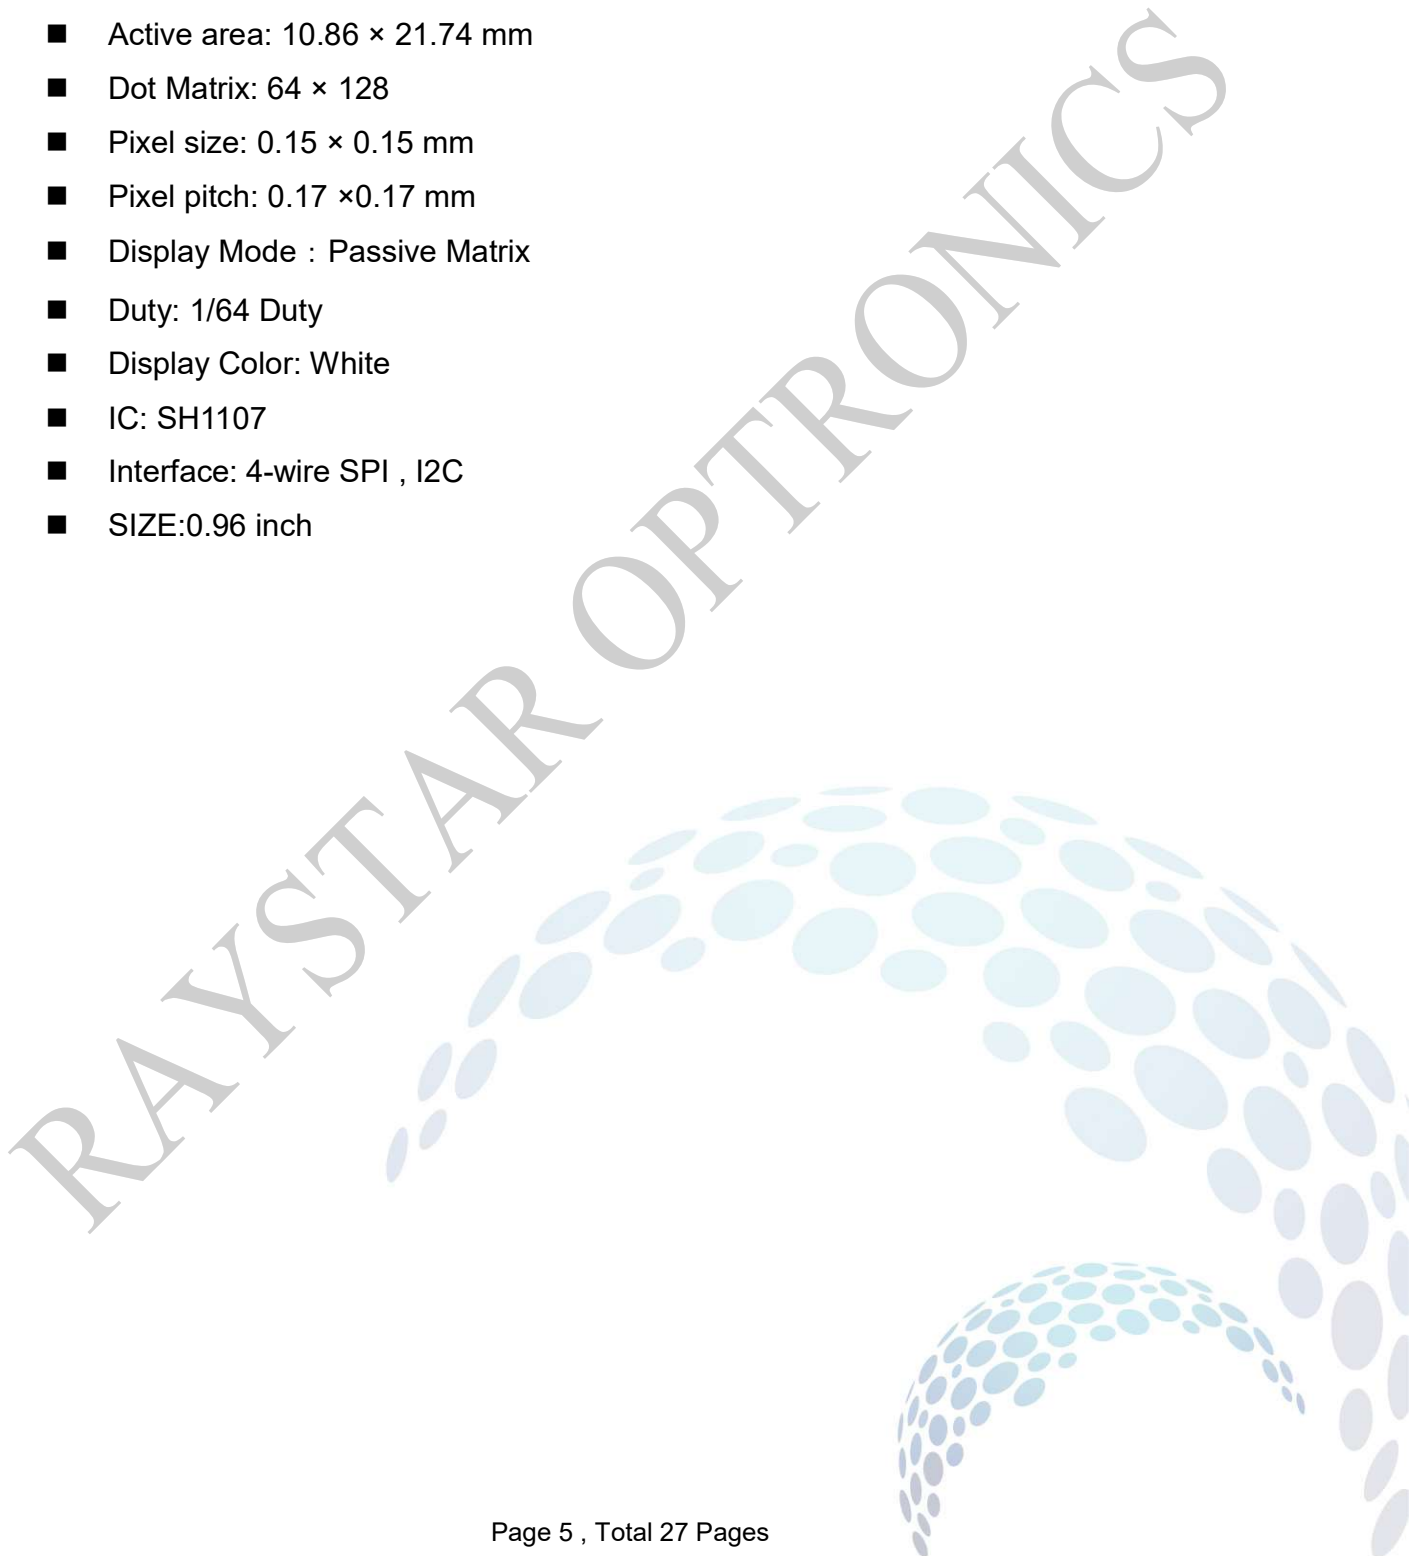 ■ Active area: 10.86 × 21.74 mm
■ Dot Matrix: 64 × 128
■ Pixel size: 0.15 × 0.15 mm
■ Pixel pitch: 0.17 ×0.17 mm
■ Display Mode：Passive Matrix
■ Duty: 1/64 Duty
■ Display Color: White
■ IC: SH1107
■ Interface: 4-wire SPI , I2C
■ SIZE:0.96 inch
RAYSTAR OPTRONICS
Page 5 , Total 27 Pages